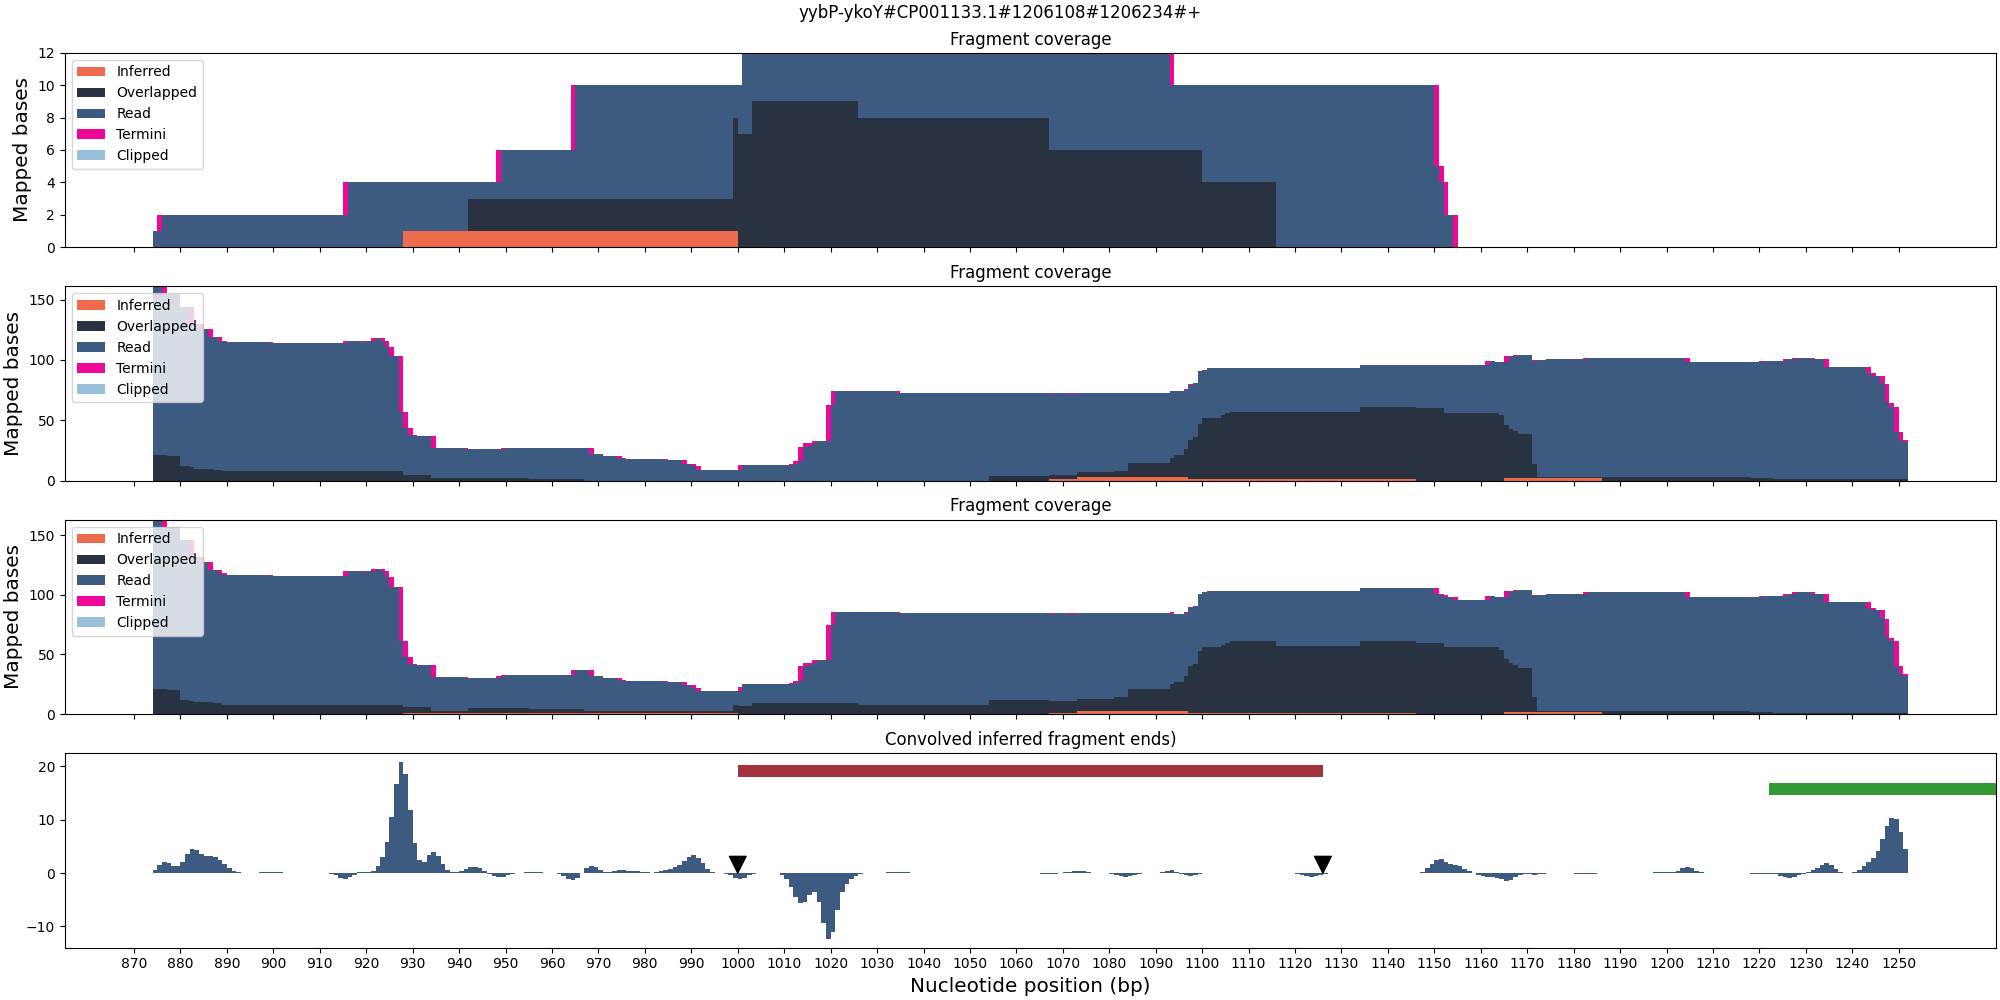 yybP-ykoY#CP001133.1#1206108#1206234#+
Fragment coverage
Mapped bases
12
10
8
6
4
2
0
Inferred
Overlapped
Read
Termini
Clipped
Fragment coverage
Mapped bases
150
100
50
0
Inferred
Overlapped
Read
Termini
Clipped
Fragment coverage
Mapped bases
150
100
50
0
Inferred
Overlapped
Read
Termini
Clipped
Convolved inferred fragment ends)
20
10
0
−10
870 880 890 900 910 920 930 940 950 960 970 980 990 1000 1010 1020 1030 1040 1050 1060 1070 1080 1090 1100 1110 1120 1130 1140 1150 1160 1170 1180 1190 1200 1210 1220 1230 1240 1250
Nucleotide position (bp)